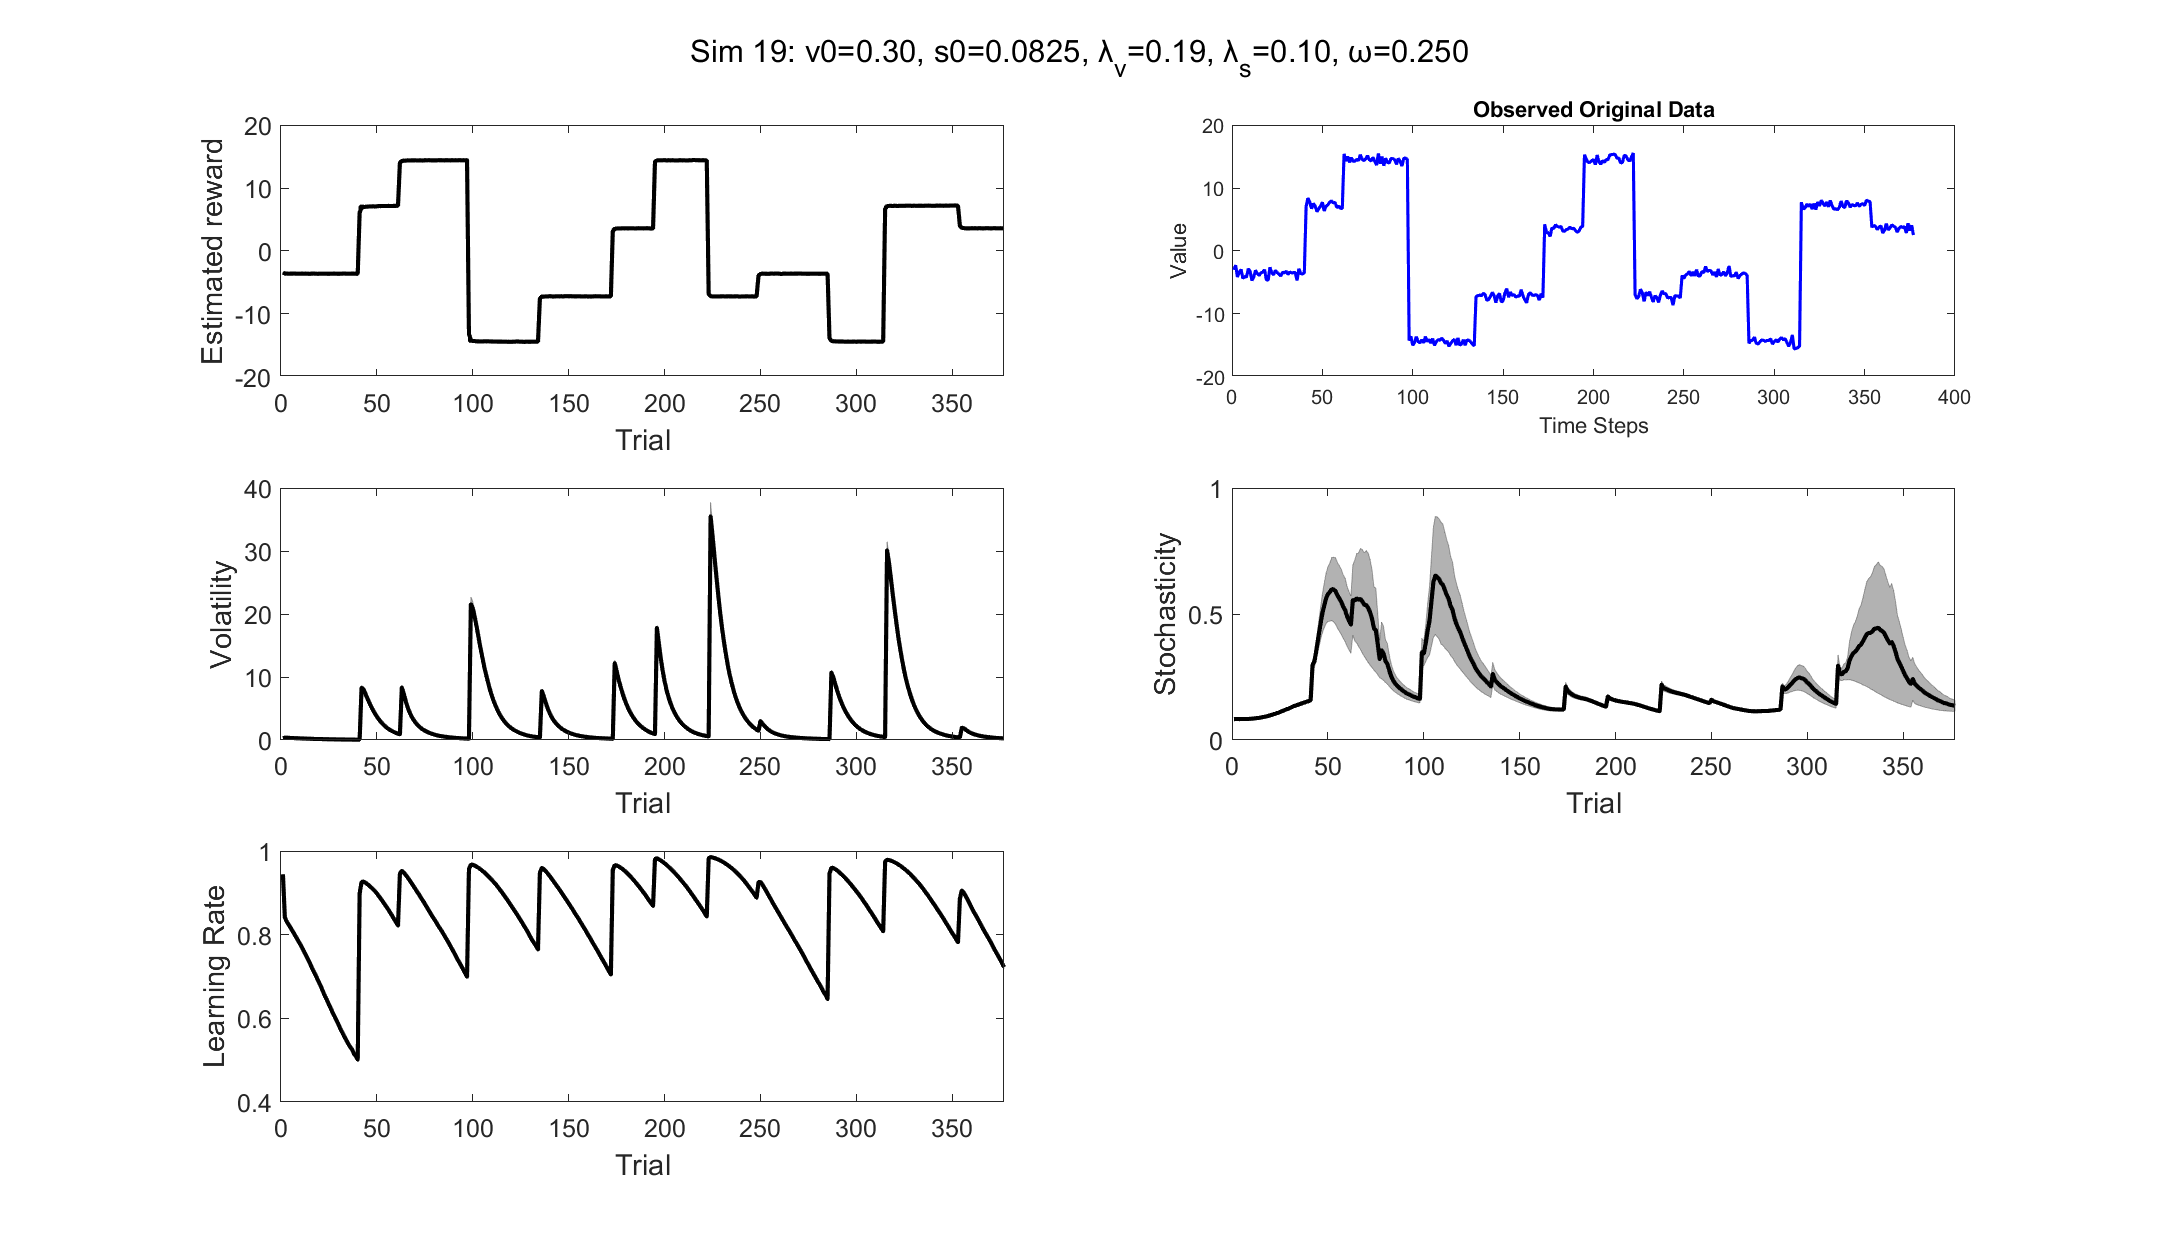 Sim 19: v0=0.30, s0=0.0825, λv=0.19, λs=0.10, ω=0.250
Estimated reward
20
10
0
-10
-20
0 50 100 150 200 250 300 350
Trial
Observed Original Data
Value
20
10
0
-10
-20
0 50 100 150 200 250 300 350 400
Time Steps
Volatility
40
30
20
10
0
0 50 100 150 200 250 300 350
Trial
Stochasticity
1
0.5
0
0 50 100 150 200 250 300 350
Trial
Learning Rate
1
0.8
0.6
0.4
0 50 100 150 200 250 300 350
Trial